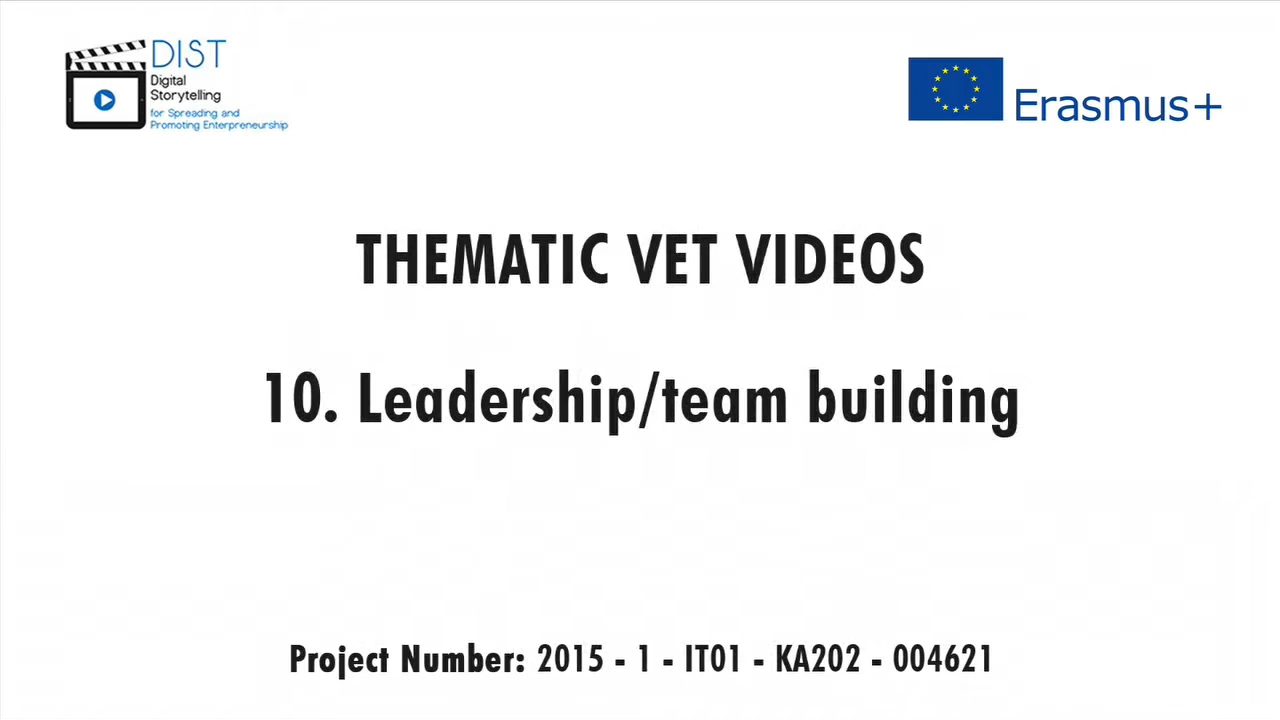 DIST
Digital
Storytelling
for Spreading and
Promoting Enterpreneurship
Erasmus+
THEMATIC VET VIDEOS
10. Leadership/team building
Project Number: 2015 - 1 - IT01 - KA202 - 004621